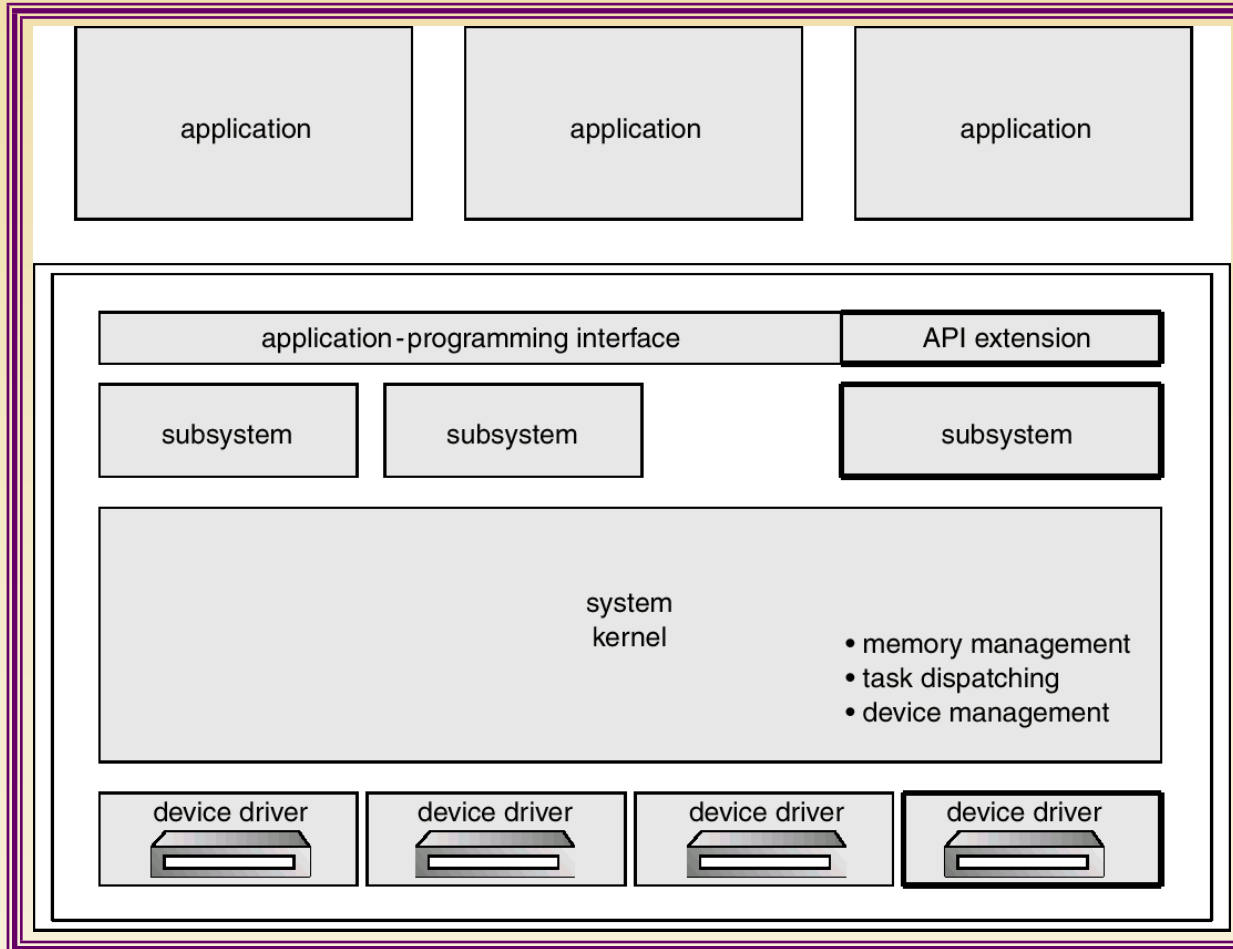 application
application
application
application-programming interface
API extension
subsystem
subsystem
subsystem
system
kernel
• memory management
• task dispatching
• device management
device driver
device driver
device driver
device driver